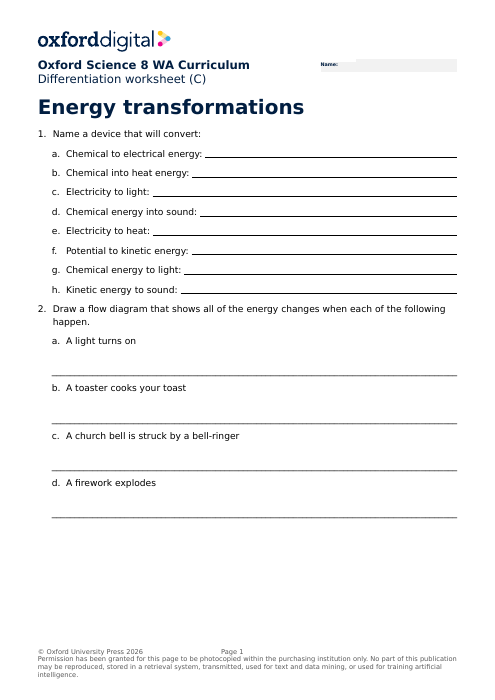 oxforddigital
Oxford Science 8 WA Curriculum
Name:
Differentiation worksheet (C)
Energy transformations
1. Name a device that will convert:
a. Chemical to electrical energy:
b. Chemical into heat energy:
c. Electricity to light:
d. Chemical energy into sound:
e. Electricity to heat:
f. Potential to kinetic energy:
g. Chemical energy to light:
h. Kinetic energy to sound:
2. Draw a flow diagram that shows all of the energy changes when each of the following
happen.
a. A light turns on
b. A toaster cooks your toast
c. A church bell is struck by a bell-ringer
d. A firework explodes
© Oxford University Press 2026 Page 1
Permission has been granted for this page to be photocopied within the purchasing institution only. No part of this publication
may be reproduced, stored in a retrieval system, transmitted, used for text and data mining, or used for training artificial
intelligence.